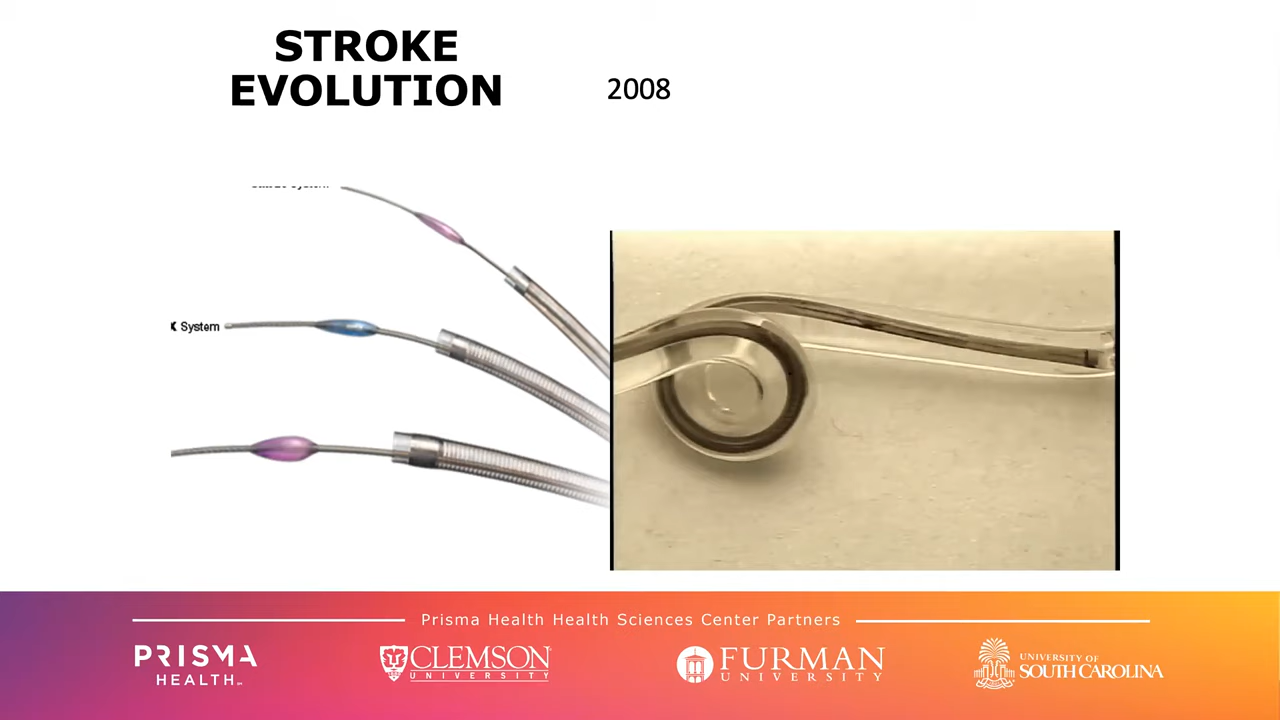 STROKE
EVOLUTION
2008
System
Prisma Health Health Sciences Center Partners
PRISMA
HEALTH
CLEMSON
UNIVERSITY
FURMAN
UNIVERSITY
UNIVERSITY OF
SOUTH CAROLINA